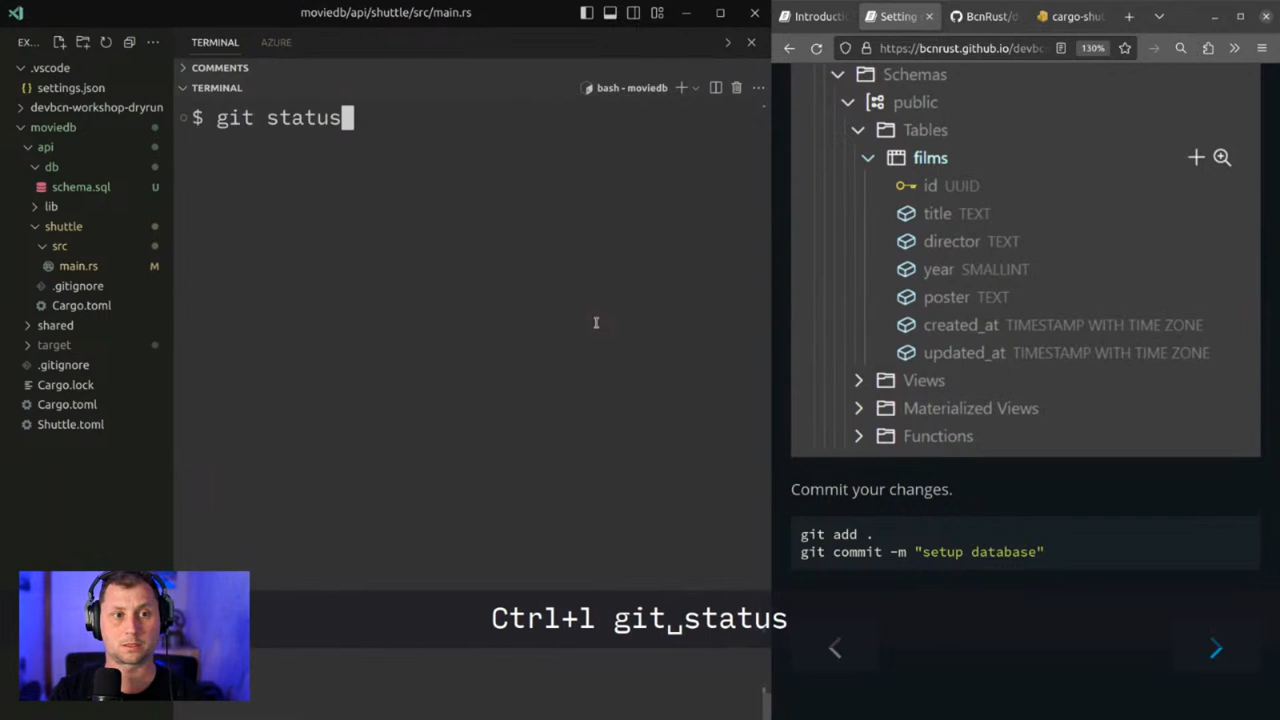 moviedb/api/shuttle/src/main.rs
EX...
.vscode
settings.json
devbcn-workshop-dryrun
moviedb
api
db
schema.sql U
lib
shuttle
src
main.rs M
.gitignore
Cargo.toml
shared
target
.gitignore
Cargo.lock
Cargo.toml
Shuttle.toml
TERMINAL AZURE
COMMENTS
TERMINAL
bash - moviedb
$ git status
Ctrl+l git␣status
Introduction
Setting
BcnRust/d
cargo-shut
https://bcnrust.github.io/devbc
130%
Schemas
public
Tables
films
id UUID
title TEXT
director TEXT
year SMALLINT
poster TEXT
created_at TIMESTAMP WITH TIME ZONE
updated_at TIMESTAMP WITH TIME ZONE
Views
Materialized Views
Functions
Commit your changes.
git add .
git commit -m "setup database"